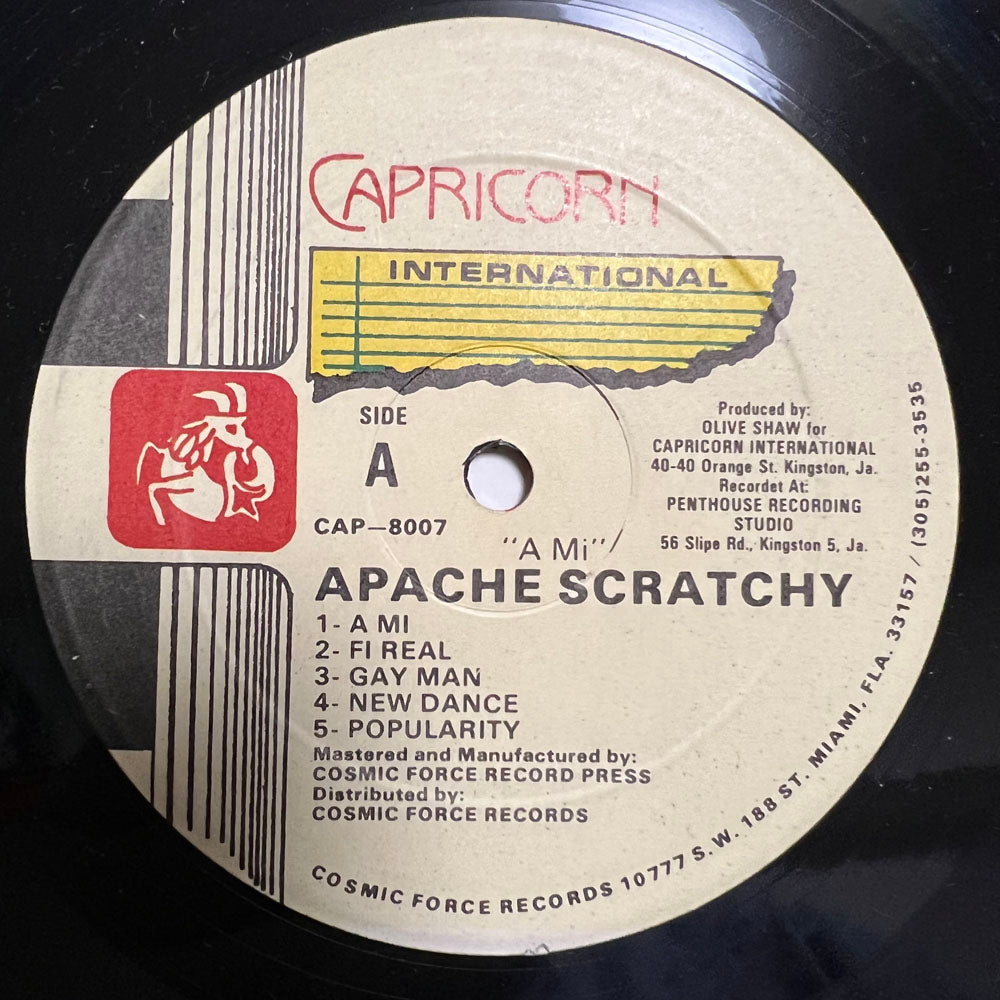 CAPRICORN
INTERNATIONAL
SIDE
A
CAP—8007
Produced by:
OLIVE SHAW for
CAPRICORN INTERNATIONAL
40-40 Orange St. Kingston, Ja.
Recordet At:
PENTHOUSE RECORDING
STUDIO
56 Slipe Rd., Kingston 5, Ja.
"A Mi"
APACHE SCRATCHY
1- A MI
2- FI REAL
3- GAY MAN
4- NEW DANCE
5- POPULARITY
Mastered and Manufactured by:
COSMIC FORCE RECORD PRESS
Distributed by:
COSMIC FORCE RECORDS
COSMIC FORCE RECORDS 10777 S.W. 188 ST. MIAMI, FLA. 33157 / (305)255-3535